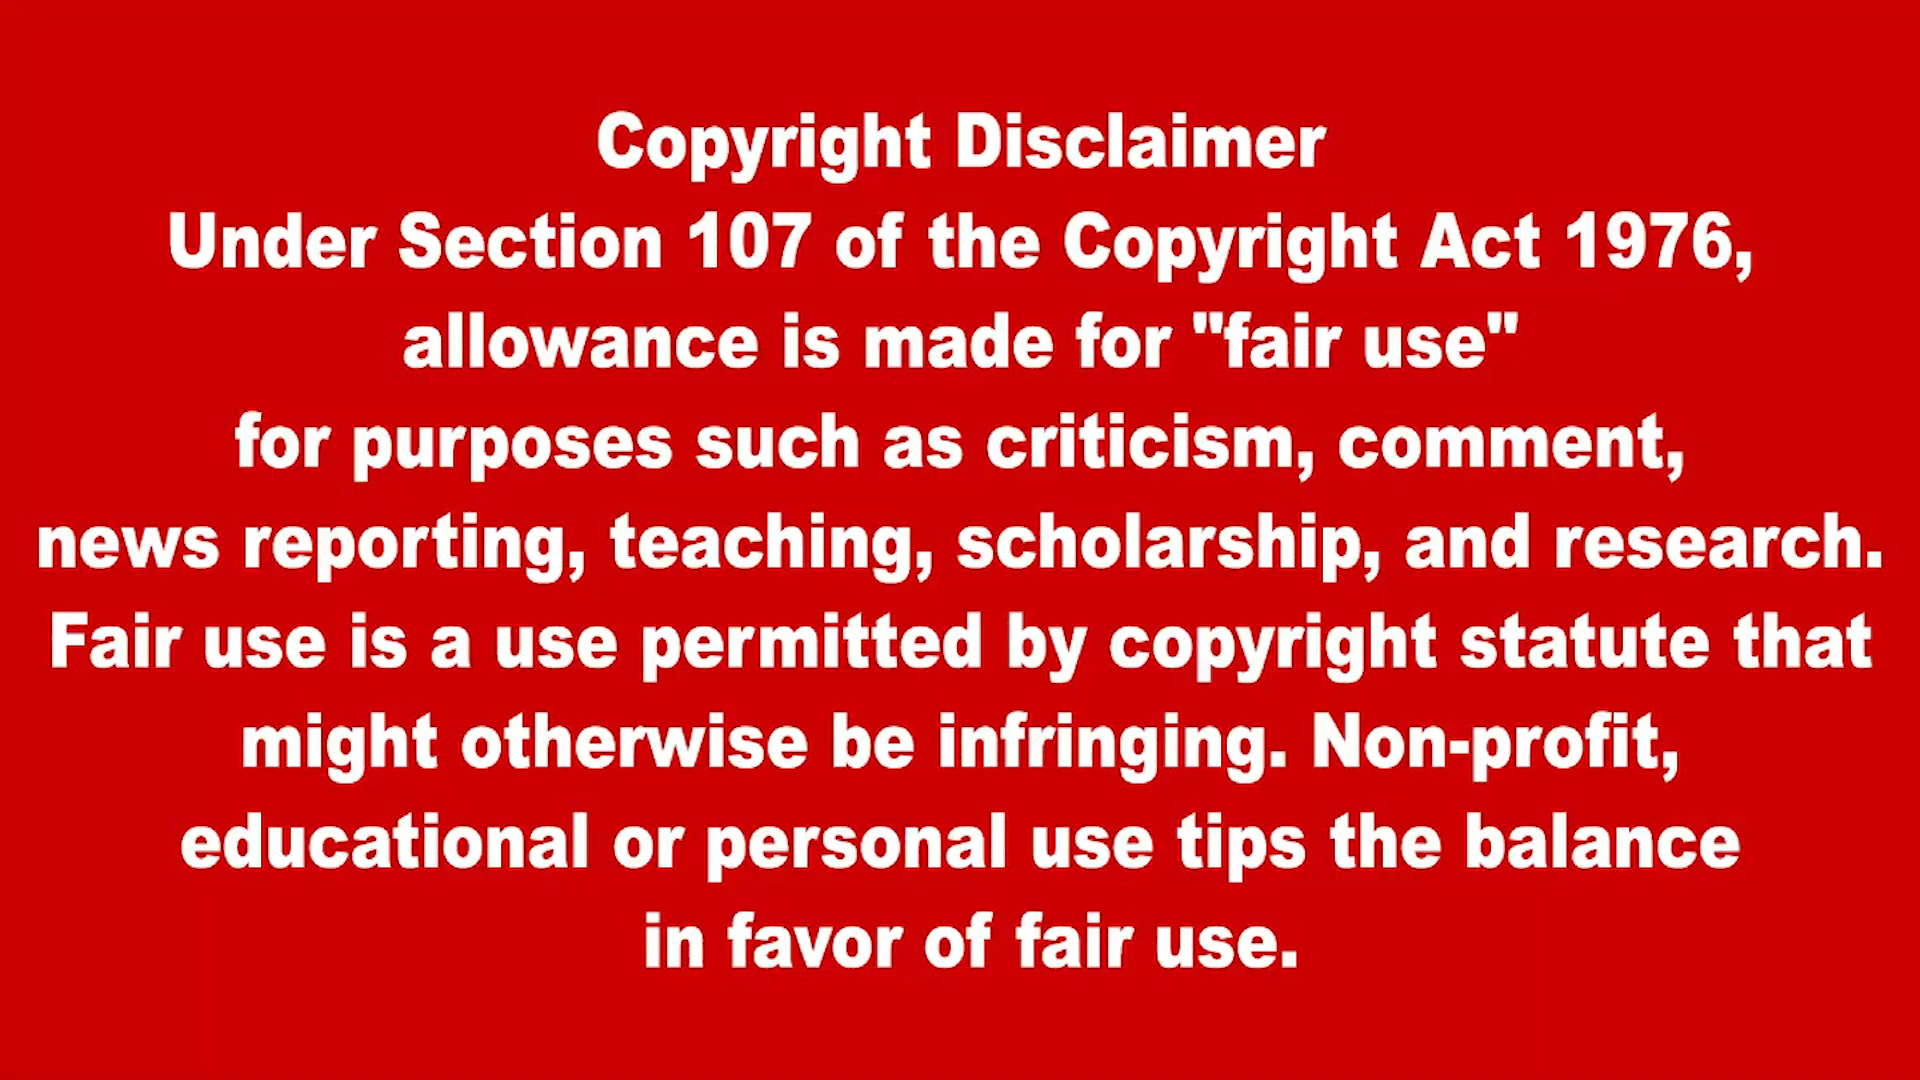 Copyright Disclaimer
Under Section 107 of the Copyright Act 1976,
allowance is made for "fair use"
for purposes such as criticism, comment,
news reporting, teaching, scholarship, and research.
Fair use is a use permitted by copyright statute that
might otherwise be infringing. Non-profit,
educational or personal use tips the balance
in favor of fair use.